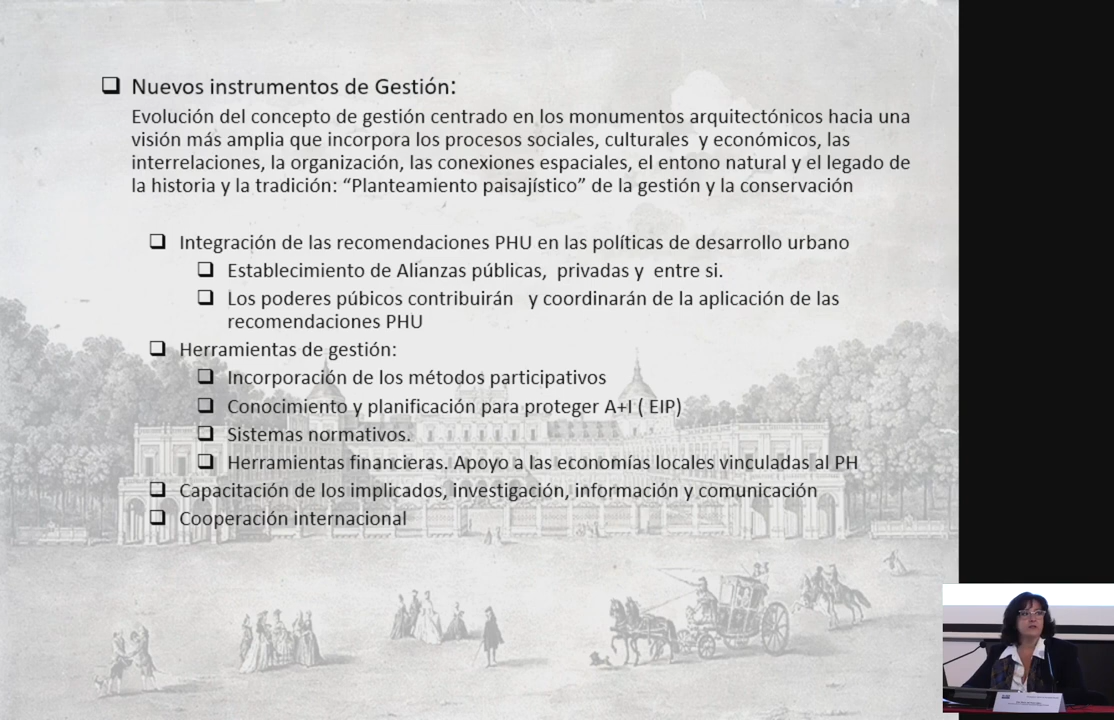 ❑ Nuevos instrumentos de Gestión:
Evolución del concepto de gestión centrado en los monumentos arquitectónicos hacia una
visión más amplia que incorpora los procesos sociales, culturales y económicos, las
interrelaciones, la organización, las conexiones espaciales, el entono natural y el legado de
la historia y la tradición: “Planteamiento paisajístico” de la gestión y la conservación
❑ Integración de las recomendaciones PHU en las políticas de desarrollo urbano
❑ Establecimiento de Alianzas públicas, privadas y entre si.
❑ Los poderes púbicos contribuirán y coordinarán de la aplicación de las
recomendaciones PHU
❑ Herramientas de gestión:
❑ Incorporación de los métodos participativos
❑ Conocimiento y planificación para proteger A+I ( EIP)
❑ Sistemas normativos.
❑ Herramientas financieras. Apoyo a las economías locales vinculadas al PH
❑ Capacitación de los implicados, investigación, información y comunicación
❑ Cooperación internacional